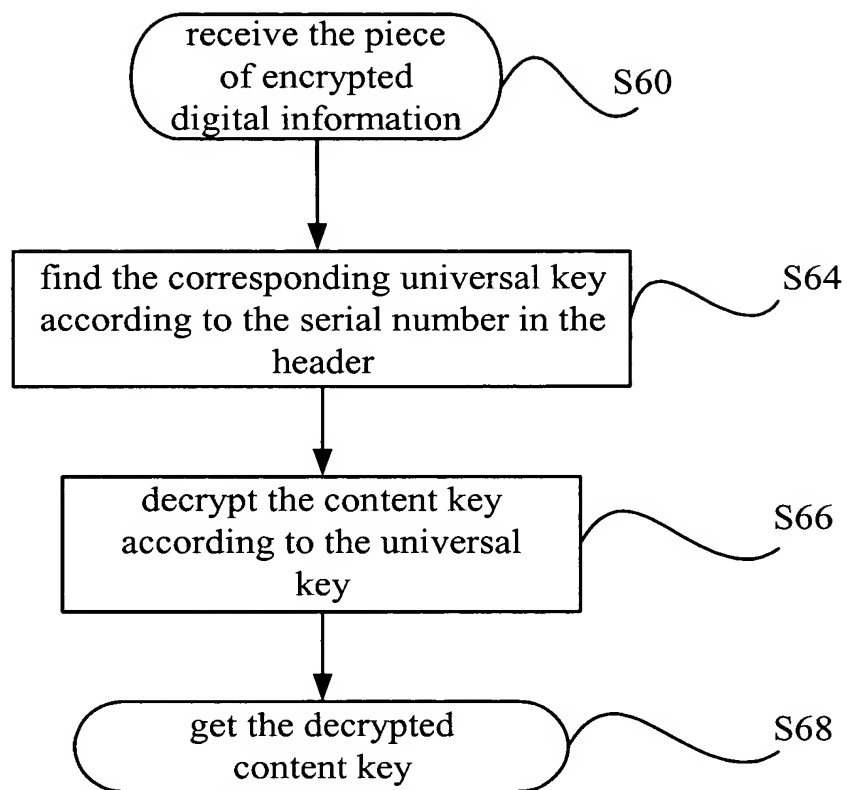 receive the piece
of encrypted
digital information
S60
find the corresponding universal key
according to the serial number in the
header
S64
decrypt the content key
according to the universal
key
S66
get the decrypted
content key
S68